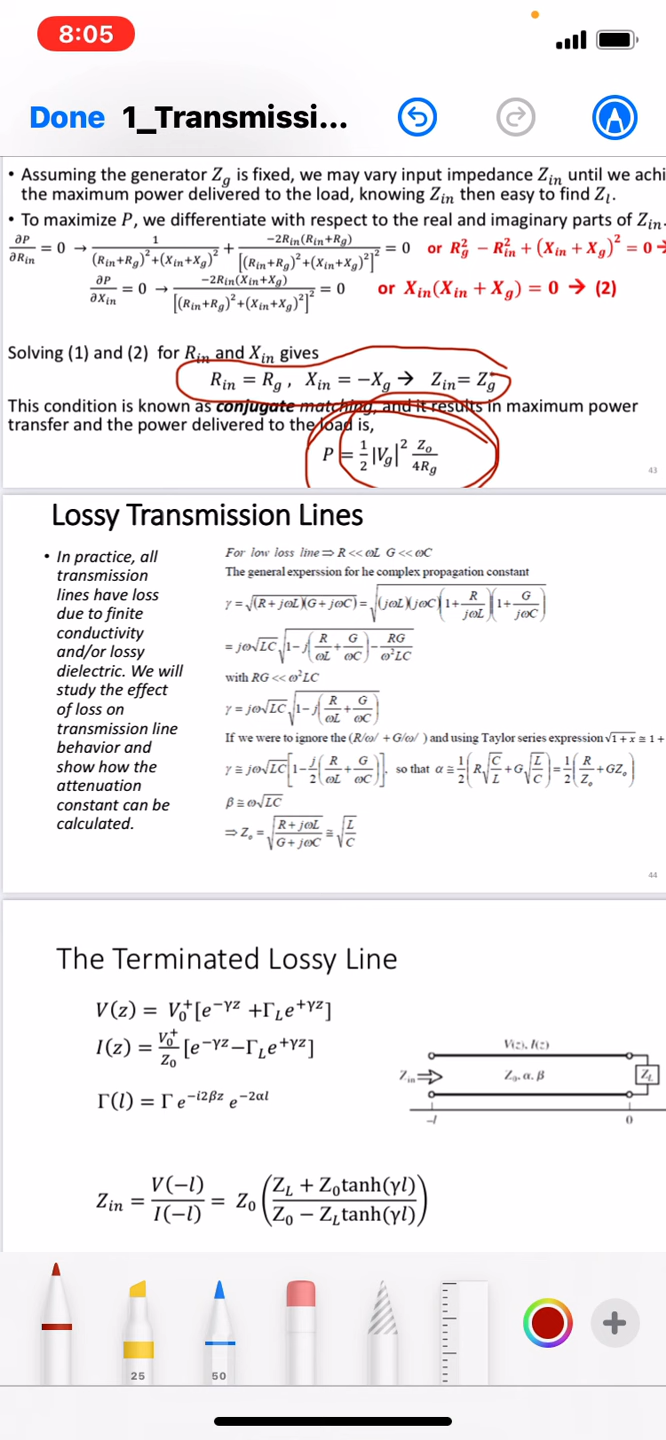 8:05
Done 1_Transmissi...
• Assuming the generator Z_g is fixed, we may vary input impedance Z_in until we achi
the maximum power delivered to the load, knowing Z_in then easy to find Z_l.
• To maximize P, we differentiate with respect to the real and imaginary parts of Z_in.
∂P/∂R_in = 0 → 1/((R_in+R_g)²+(X_in+X_g)²) + −2R_in(R_in+R_g)/[(R_in+R_g)²+(X_in+X_g)²]² = 0 or R_g² − R_in² + (X_in + X_g)² = 0 →
∂P/∂X_in = 0 → −2R_in(X_in+X_g)/[(R_in+R_g)²+(X_in+X_g)²]² = 0 or X_in(X_in + X_g) = 0 → (2)
Solving (1) and (2) for R_in and X_in gives
R_in = R_g , X_in = −X_g → Z_in= Z_g*
This condition is known as conjugate matching, and it results in maximum power
transfer and the power delivered to the load is,
P = 1/2 |V_g|² Z_o/4R_g
43
Lossy Transmission Lines
• In practice, all
transmission
lines have loss
due to finite
conductivity
and/or lossy
dielectric. We will
study the effect
of loss on
transmission line
behavior and
show how the
attenuation
constant can be
calculated.
For low loss line ⇒ R << ωL G << ωC
The general experssion for he complex propagation constant
γ = √((R + jωL)(G + jωC)) = √((jωL)(jωC)(1 + R/jωL)(1 + G/jωC))
= jω√LC √(1 − j(R/ωL + G/ωC) − RG/ω²LC)
with RG << ω²LC
γ = jω√LC √(1 − j(R/ωL + G/ωC))
If we were to ignore the (R/ω/ + G/ω/ ) and using Taylor series expression √1 + x ≅ 1 +
γ ≅ jω√LC [1 − j/2 (R/ωL + G/ωC)], so that α ≅ 1/2 (R√(C/L) + G√(L/C)) = 1/2 (R/Z_o + GZ_o)
β ≅ ω√LC
⇒ Z_o = √((R + jωL)/(G + jωC)) ≅ √(L/C)
44
The Terminated Lossy Line
V(z) = V_0^+[e^−γz +Γ_L e^+γz]
I(z) = V_0^+/Z_0 [e^−γz−Γ_L e^+γz]
Γ(l) = Γ e^−i2βz e^−2αl
V(z), I(z)
Z_in
Z_0, α, β
Z_L
−l
0
Z_in = V(−l)/I(−l) = Z_0 ((Z_L + Z_0tanh(γl))/(Z_0 − Z_Ltanh(γl)))
25
50